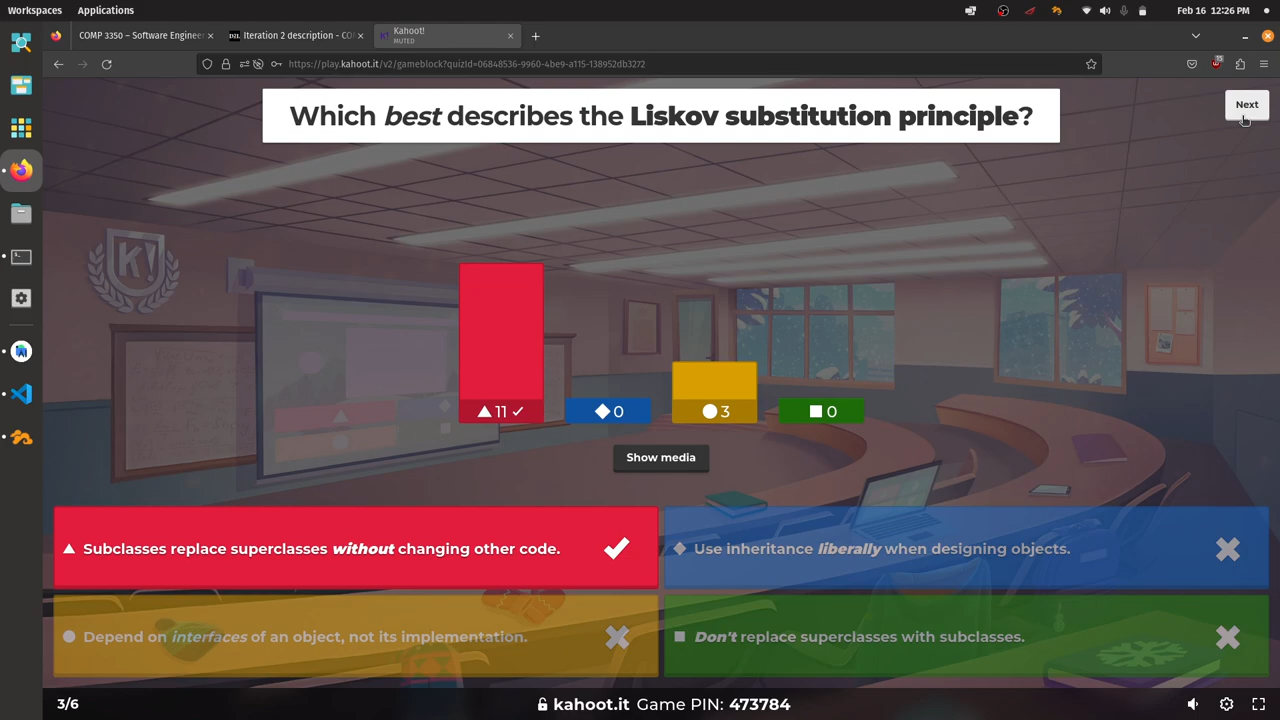 Workspaces Applications Feb 16 12:26 PM
COMP 3350 – Software Engineer Iteration 2 description - CO Kahoot!
MUTED
https://play.kahoot.it/v2/gameblock?quizId=06848536-9960-4be9-a115-138952db3272
Which best describes the Liskov substitution principle?
Next
11 0 3 0
Show media
Subclasses replace superclasses without changing other code.
Use inheritance liberally when designing objects.
Depend on interfaces of an object, not its implementation.
Don't replace superclasses with subclasses.
3/6 kahoot.it Game PIN: 473784